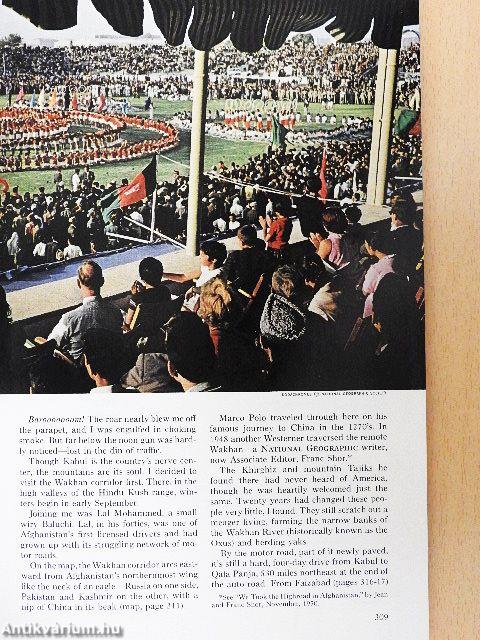 KODACHROMES (C) NATIONAL GEOGRAPHIC SOCIETY
Baroooooom! The roar nearly blew me off
the parapet, and I was engulfed in choking
smoke. But far below the noon gun was hard-
ly noticed—lost in the din of traffic.
Though Kabul is the country's nerve cen-
ter, the mountains are its soul. I decided to
visit the Wakhan corridor first. There, in the
high valleys of the Hindu Kush range, win-
ters begin in early September.
Joining me was Lal Mohammed, a small
wiry Baluchi. Lal, in his forties, was one of
Afghanistan's first licensed drivers and had
grown up with its struggling network of mo-
tor roads.
On the map, the Wakhan corridor arcs east-
ward from Afghanistan's northernmost wing
like the neck of an eagle—Russia on one side,
Pakistan and Kashmir on the other, with a
nip of China in its beak (map, page 311).
Marco Polo traveled through here on his
famous journey to China in the 1270's. In
1948 another Westerner traversed the remote
Wakhan—a NATIONAL GEOGRAPHIC writer,
now Associate Editor, Franc Shor.*
The Khirghiz and mountain Tajiks he
found there had never heard of America,
though he was heartily welcomed just the
same. Twenty years had changed these peo-
ple very little, I found. They still scratch out a
meager living, farming the narrow banks of
the Wakhan River (historically known as the
Oxus) and herding yaks.
By the motor road, part of it newly paved,
it's still a hard, four-day drive from Kabul to
Qala Panja, 530 miles northeast at the end of
the auto road. From Faizabad (pages 316-17)
*See "We Took the Highroad in Afghanistan," by Jean
and Franc Shor, November, 1950.
309
Antikvárium.hu